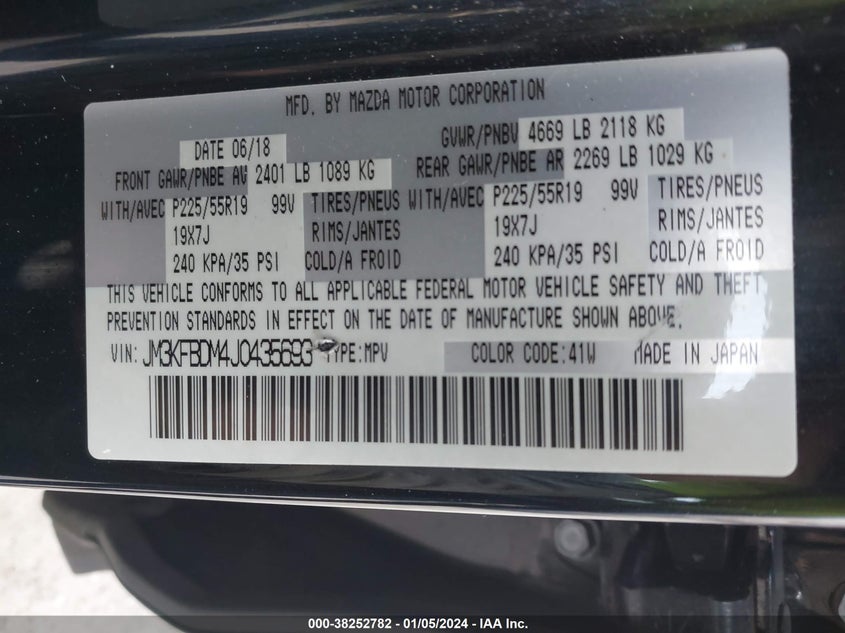 MFD. BY MAZDA MOTOR CORPORATION
DATE 06/18 GVWR/PNBV 4669 LB 2118 KG
FRONT GAWR/PNBE AV 2401 LB 1089 KG REAR GAWR/PNBE AR 2269 LB 1029 KG
WITH/AVEC P225/55R19 99V TIRES/PNEUS WITH/AVEC P225/55R19 99V TIRES/PNEUS
19X7J RIMS/JANTES 19X7J RIMS/JANTES
240 KPA/35 PSI COLD/A FROID 240 KPA/35 PSI COLD/A FROID
THIS VEHICLE CONFORMS TO ALL APPLICABLE FEDERAL MOTOR VEHICLE SAFETY AND THEFT
PREVENTION STANDARDS IN EFFECT ON THE DATE OF MANUFACTURE SHOWN ABOVE.
VIN: JM3KFBDM4J0435693 TYPE:MPV COLOR CODE:41W MADE IN JAPAN
000-38252782 - 01/05/2024 - IAA Inc.